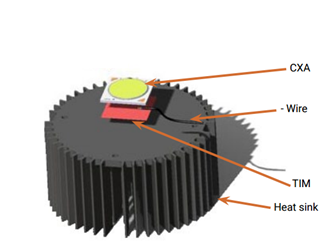 CXA
- Wire
TIM
Heat sink